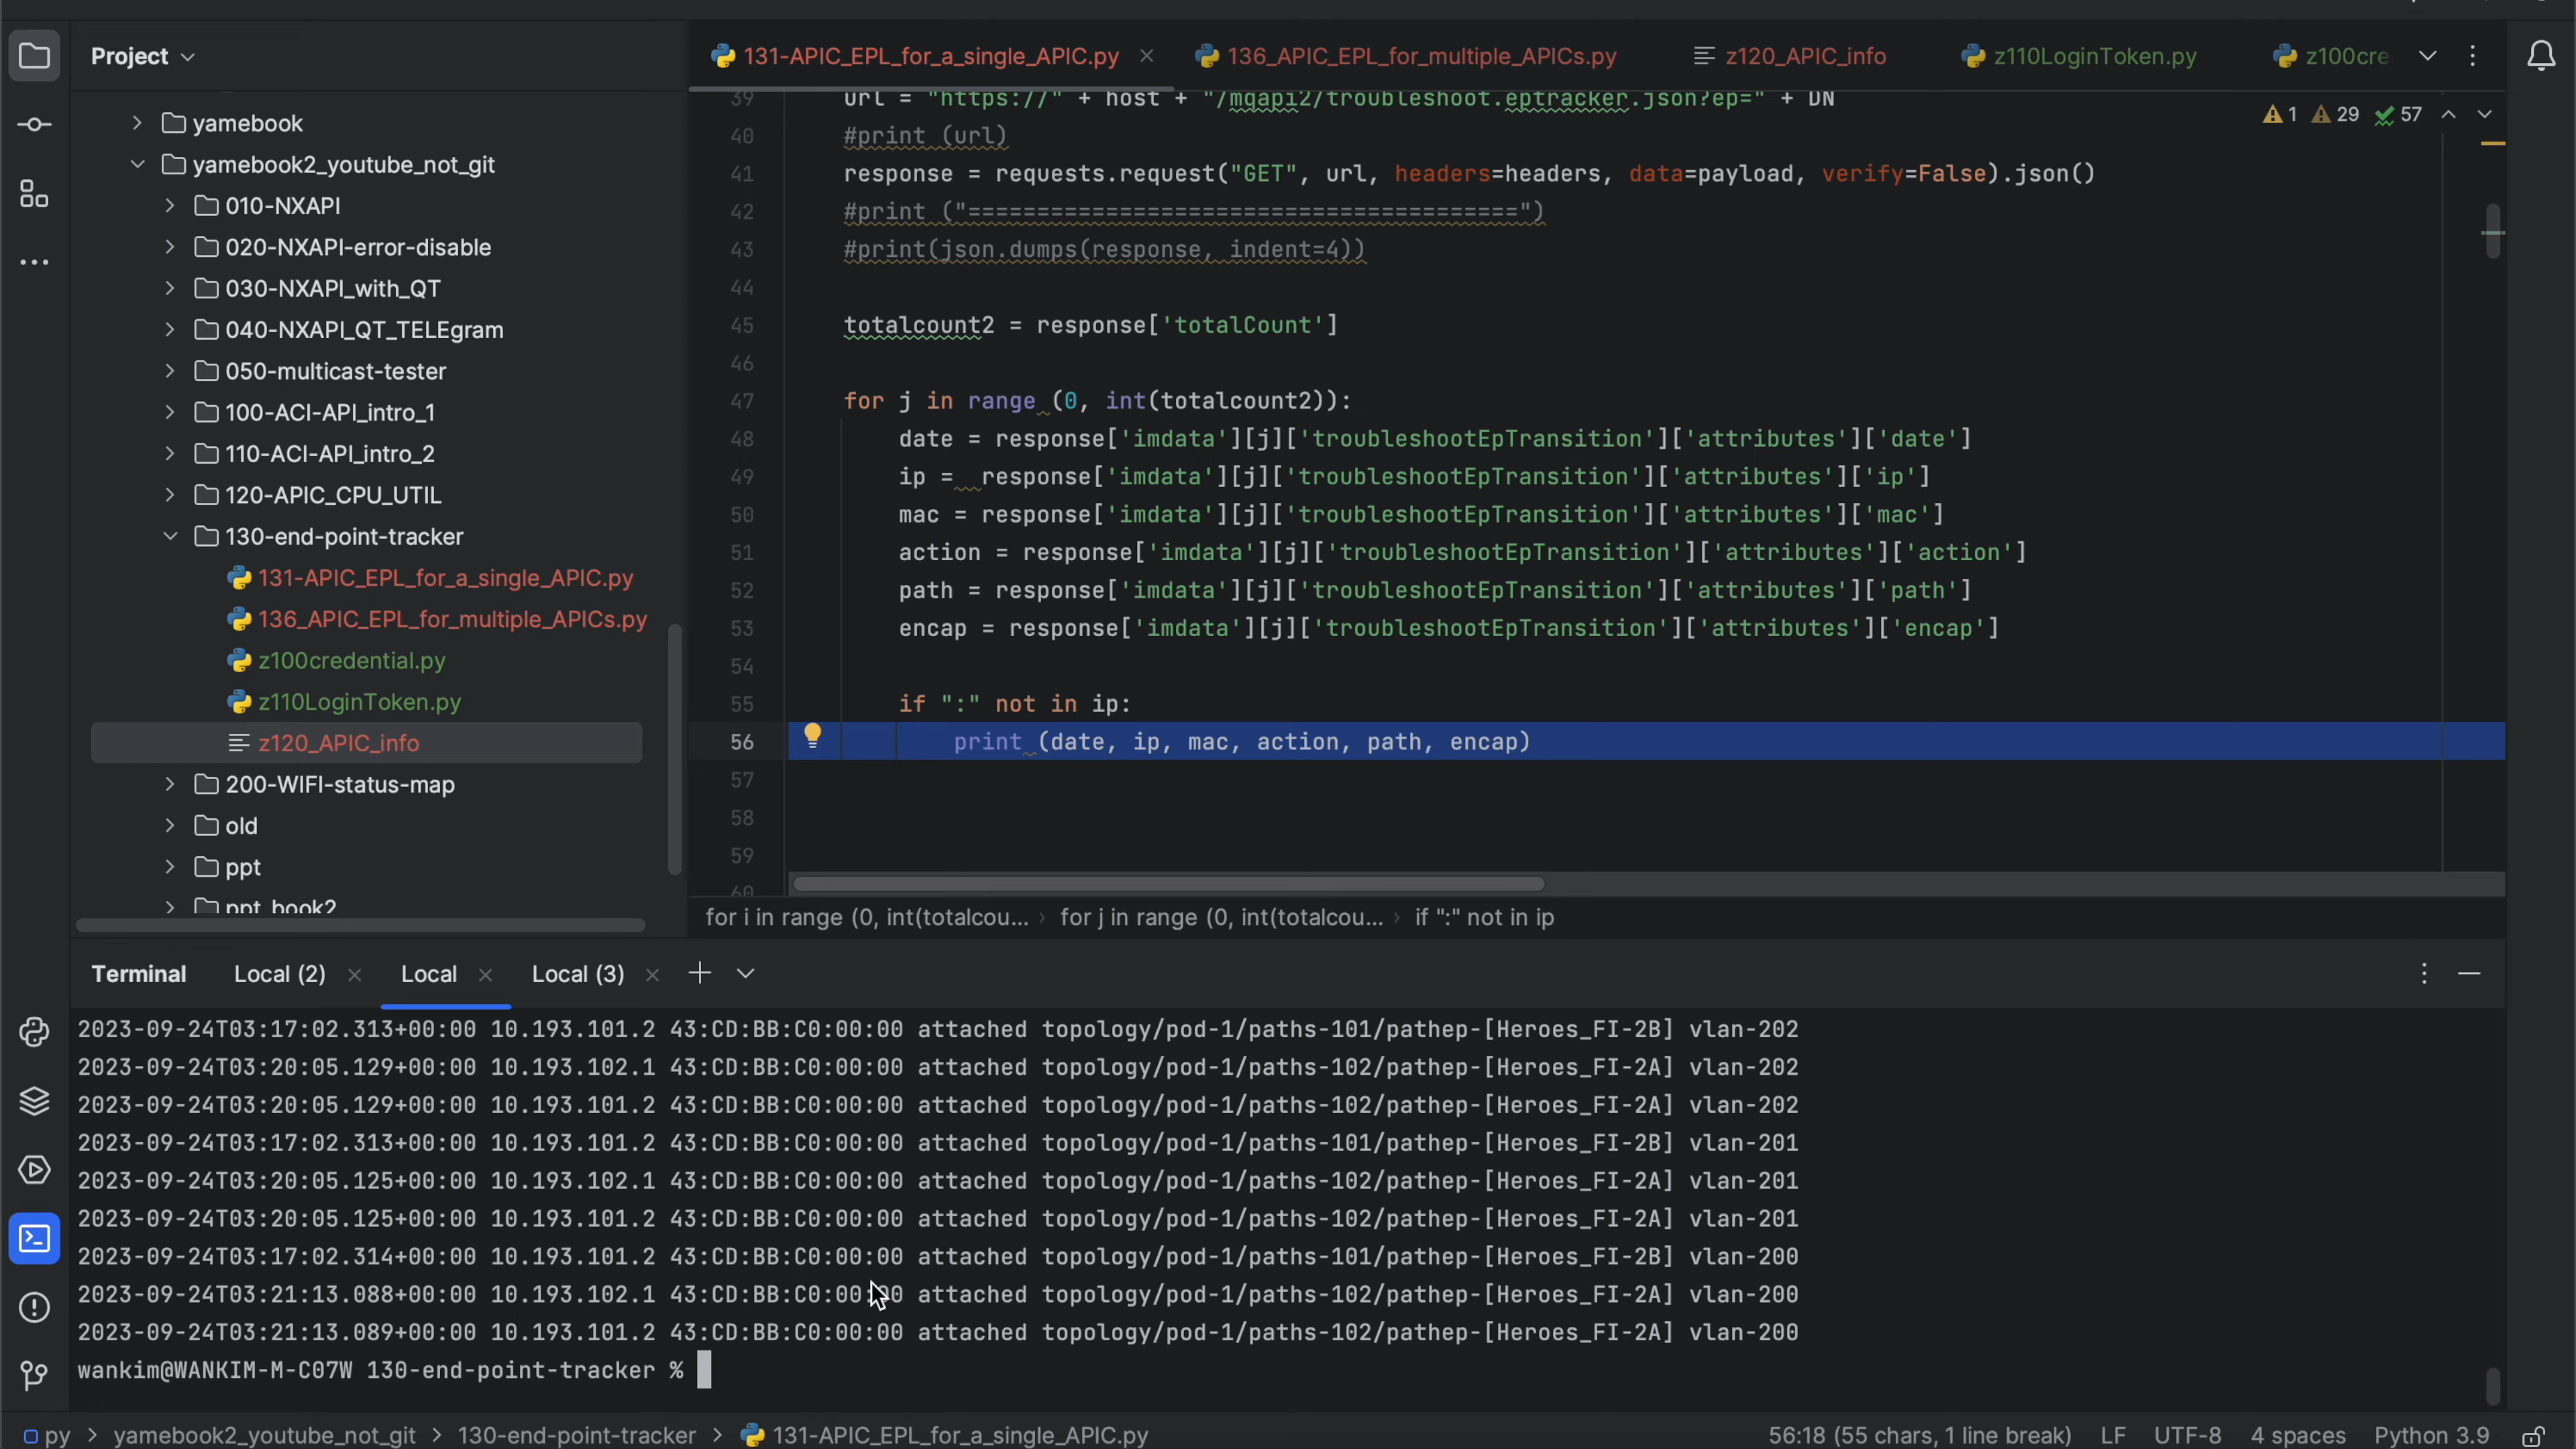 Project
131-APIC_EPL_for_a_single_APIC.py
136_APIC_EPL_for_multiple_APICs.py
z120_APIC_info
z110LoginToken.py
z100cre
1 29 57
yamebook
yamebook2_youtube_not_git
010-NXAPI
020-NXAPI-error-disable
030-NXAPI_with_QT
040-NXAPI_QT_TELEgram
050-multicast-tester
100-ACI-API_intro_1
110-ACI-API_intro_2
120-APIC_CPU_UTIL
130-end-point-tracker
131-APIC_EPL_for_a_single_APIC.py
136_APIC_EPL_for_multiple_APICs.py
z100credential.py
z110LoginToken.py
z120_APIC_info
200-WIFI-status-map
old
ppt
ppt_book2
39 url = "https://" + host + "/mqapi2/troubleshoot.eptracker.json?ep=" + DN
40 #print (url)
41 response = requests.request("GET", url, headers=headers, data=payload, verify=False).json()
42 #print ("========================================")
43 #print(json.dumps(response, indent=4))
44
45 totalcount2 = response['totalCount']
46
47 for j in range (0, int(totalcount2)):
48 date = response['imdata'][j]['troubleshootEpTransition']['attributes']['date']
49 ip =  response['imdata'][j]['troubleshootEpTransition']['attributes']['ip']
50 mac = response['imdata'][j]['troubleshootEpTransition']['attributes']['mac']
51 action = response['imdata'][j]['troubleshootEpTransition']['attributes']['action']
52 path = response['imdata'][j]['troubleshootEpTransition']['attributes']['path']
53 encap = response['imdata'][j]['troubleshootEpTransition']['attributes']['encap']
54
55 if ":" not in ip:
56 print (date, ip, mac, action, path, encap)
57
58
59
60
for i in range (0, int(totalcou... › for j in range (0, int(totalcou... › if ":" not in ip
Terminal Local (2) Local Local (3)
2023-09-24T03:17:02.313+00:00 10.193.101.2 43:CD:BB:C0:00:00 attached topology/pod-1/paths-101/pathep-[Heroes_FI-2B] vlan-202
2023-09-24T03:20:05.129+00:00 10.193.102.1 43:CD:BB:C0:00:00 attached topology/pod-1/paths-102/pathep-[Heroes_FI-2A] vlan-202
2023-09-24T03:20:05.129+00:00 10.193.101.2 43:CD:BB:C0:00:00 attached topology/pod-1/paths-102/pathep-[Heroes_FI-2A] vlan-202
2023-09-24T03:17:02.313+00:00 10.193.101.2 43:CD:BB:C0:00:00 attached topology/pod-1/paths-101/pathep-[Heroes_FI-2B] vlan-201
2023-09-24T03:20:05.125+00:00 10.193.102.1 43:CD:BB:C0:00:00 attached topology/pod-1/paths-102/pathep-[Heroes_FI-2A] vlan-201
2023-09-24T03:20:05.125+00:00 10.193.101.2 43:CD:BB:C0:00:00 attached topology/pod-1/paths-102/pathep-[Heroes_FI-2A] vlan-201
2023-09-24T03:17:02.314+00:00 10.193.101.2 43:CD:BB:C0:00:00 attached topology/pod-1/paths-101/pathep-[Heroes_FI-2B] vlan-200
2023-09-24T03:21:13.088+00:00 10.193.102.1 43:CD:BB:C0:00:00 attached topology/pod-1/paths-102/pathep-[Heroes_FI-2A] vlan-200
2023-09-24T03:21:13.089+00:00 10.193.101.2 43:CD:BB:C0:00:00 attached topology/pod-1/paths-102/pathep-[Heroes_FI-2A] vlan-200
wankim@WANKIM-M-C07W 130-end-point-tracker %
py › yamebook2_youtube_not_git › 130-end-point-tracker › 131-APIC_EPL_for_a_single_APIC.py 56:18 (55 chars, 1 line break) LF UTF-8 4 spaces Python 3.9